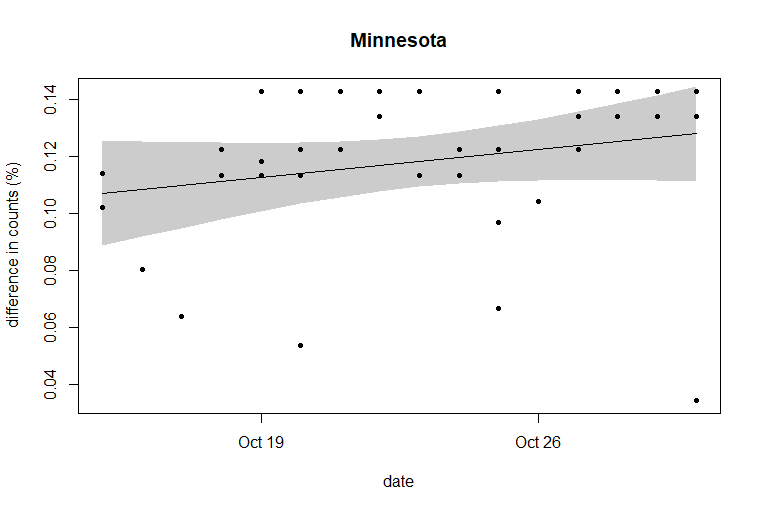 Minnesota
difference in counts (%)
0.14
0.12
0.10
0.08
0.06
0.04
Oct 19
Oct 26
date